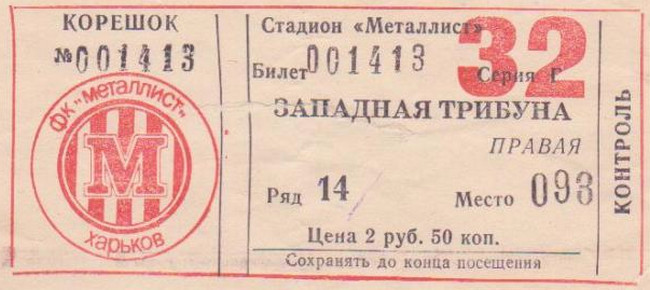 КОРЕШОК
№001413
ФК "металлист"
М
харьков
Стадион «Металлист»
32
Билет 001413 Серия Г
ЗАПАДНАЯ ТРИБУНА
ПРАВАЯ
Ряд 14 Место 093
Цена 2 руб. 50 коп.
Сохранять до конца посещения
КОНТРОЛЬ